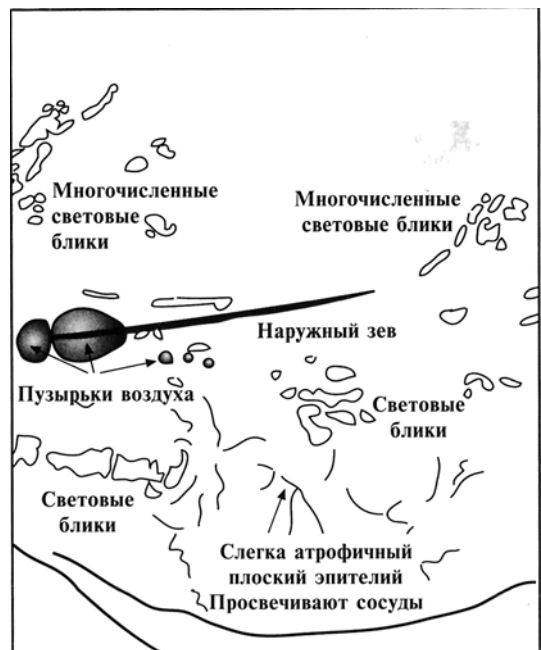 Многочисленные
световые
блики
Многочисленные
световые блики
Наружный зев
Пузырьки воздуха
Световые
блики
Световые
блики
Слегка атрофичный
плоский эпителий
Просвечивают сосуды